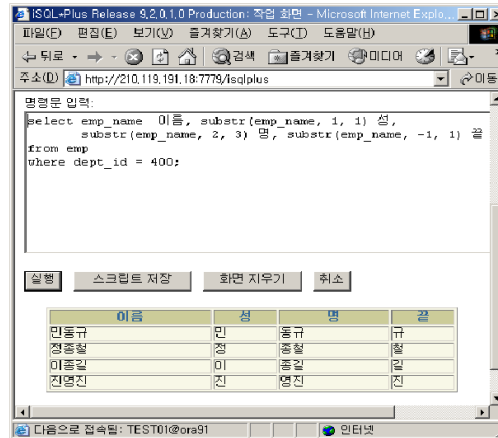 iSQL*Plus Release 9,2,0,1,0 Production: 작업 화면 - Microsoft Internet Explo...
파일(F) 편집(E) 보기(V) 즐겨찾기(A) 도구(T) 도움말(H)
뒤로 검색 즐겨찾기 미디어
주소(D) http://210,119,191,18:7779/isqlplus 이동
명령문 입력:
select emp_name 이름, substr(emp_name, 1, 1) 성,
substr(emp_name, 2, 3) 명, substr(emp_name, -1, 1) 끝
from emp
where dept_id = 400;
실행 스크립트 저장 화면 지우기 취소
이름 성 명 끝
민동규 민 동규 규
정종철 정 종철 철
이종길 이 종길 길
진영진 진 영진 진
다음으로 접속됨: TEST01@ora91 인터넷